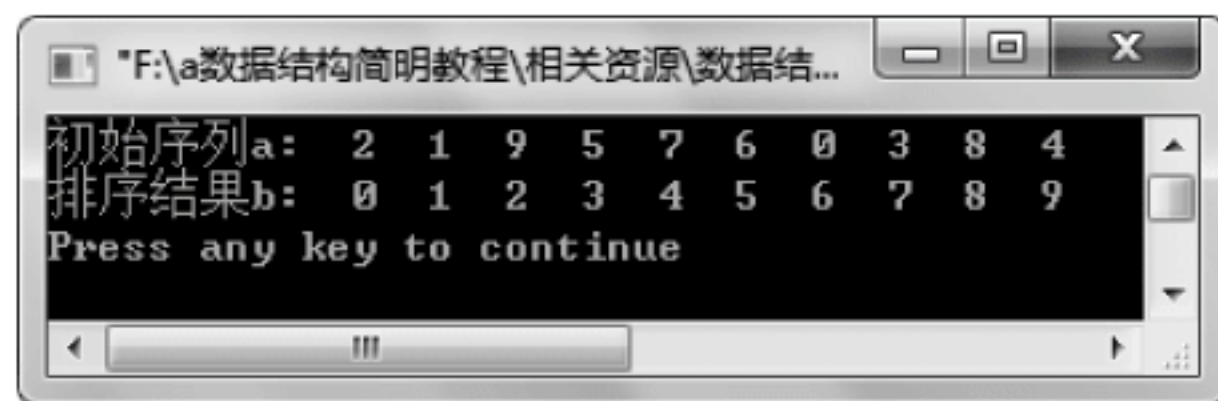 "F:\a数据结构简明教程\相关资源\数据结...
初始序列a: 2 1 9 5 7 6 0 3 8 4
排序结果b: 0 1 2 3 4 5 6 7 8 9
Press any key to continue